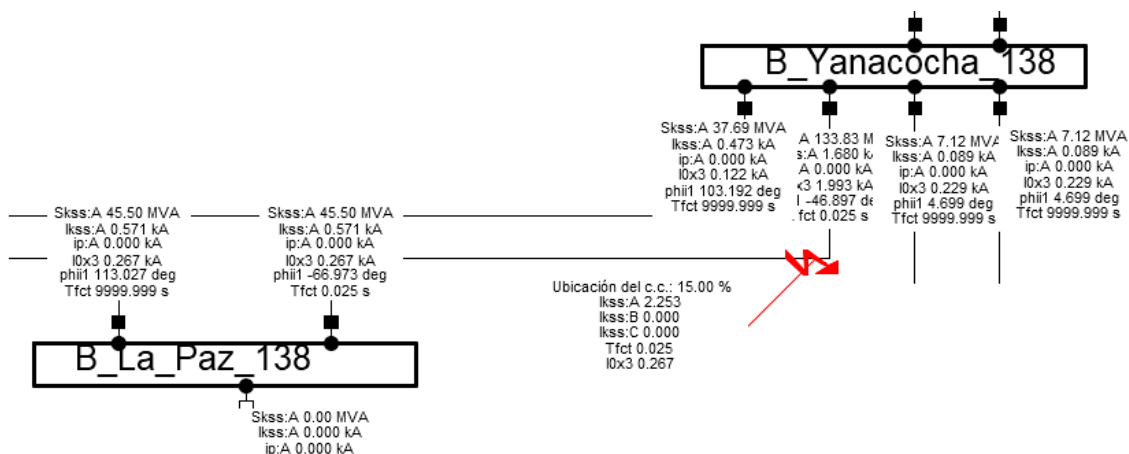 B_Yanacocha_138
Skss:A 37.69 MVA
Ikss:A 0.473 kA
ip:A 0.000 kA
I0x3 0.122 kA
phii1 103.192 deg
Tfct 9999.999 s
A 133.83 M
s:A 1.680 k
A 0.000 kA
x3 1.993 kA
-46.897 de
fct 0.025 s
Skss:A 7.12 MVA
Ikss:A 0.089 kA
ip:A 0.000 kA
I0x3 0.229 kA
phii1 4.699 deg
Tfct 9999.999 s
Skss:A 7.12 MVA
Ikss:A 0.089 kA
ip:A 0.000 kA
I0x3 0.229 kA
phii1 4.699 deg
Tfct 9999.999 s
Skss:A 45.50 MVA
Ikss:A 0.571 kA
ip:A 0.000 kA
I0x3 0.267 kA
phii1 113.027 deg
Tfct 9999.999 s
Skss:A 45.50 MVA
Ikss:A 0.571 kA
ip:A 0.000 kA
I0x3 0.267 kA
phii1 -66.973 deg
Tfct 0.025 s
Ubicación del c.c.: 15.00 %
Ikss:A 2.253
Ikss:B 0.000
Ikss:C 0.000
Tfct 0.025
I0x3 0.267
B_La_Paz_138
Skss:A 0.00 MVA
Ikss:A 0.000 kA
ip:A 0.000 kA